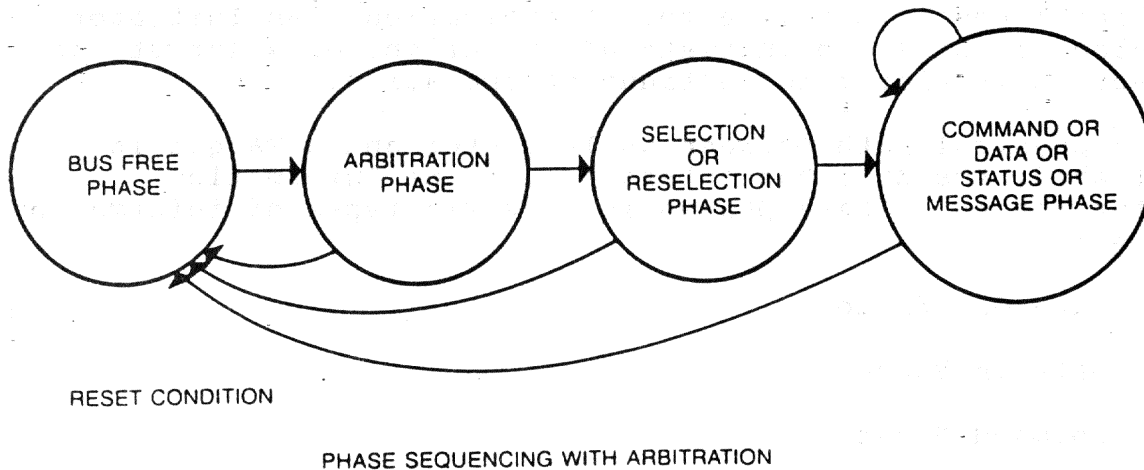 BUS FREE
PHASE
ARBITRATION
PHASE
SELECTION
OR
RESELECTION
PHASE
COMMAND OR
DATA OR
STATUS OR
MESSAGE PHASE
RESET CONDITION
PHASE SEQUENCING WITH ARBITRATION